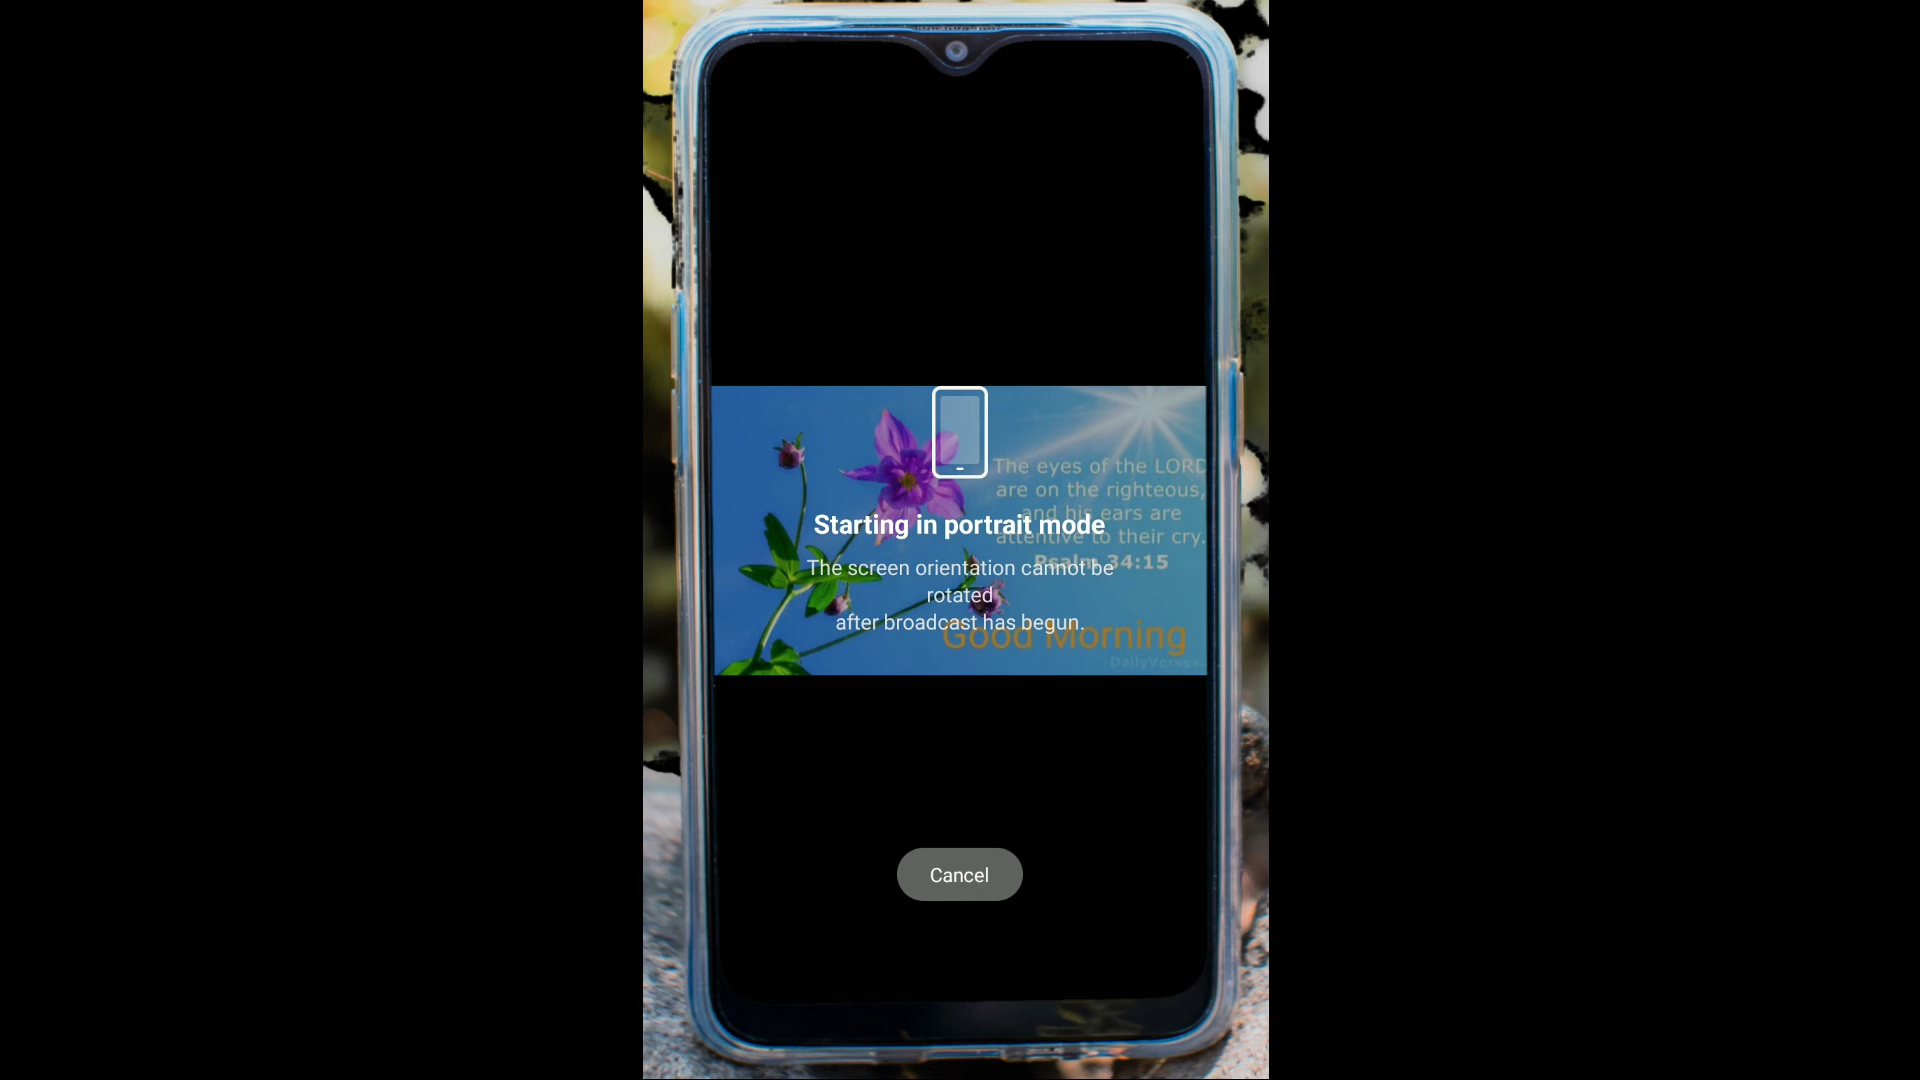 The eyes of the LORD
are on the righteous,
and his ears are
attentive to their cry.
Psalm 34:15
Starting in portrait mode
The screen orientation cannot be
rotated
after broadcast has begun.
Good Morning
DailyVerses.
Cancel